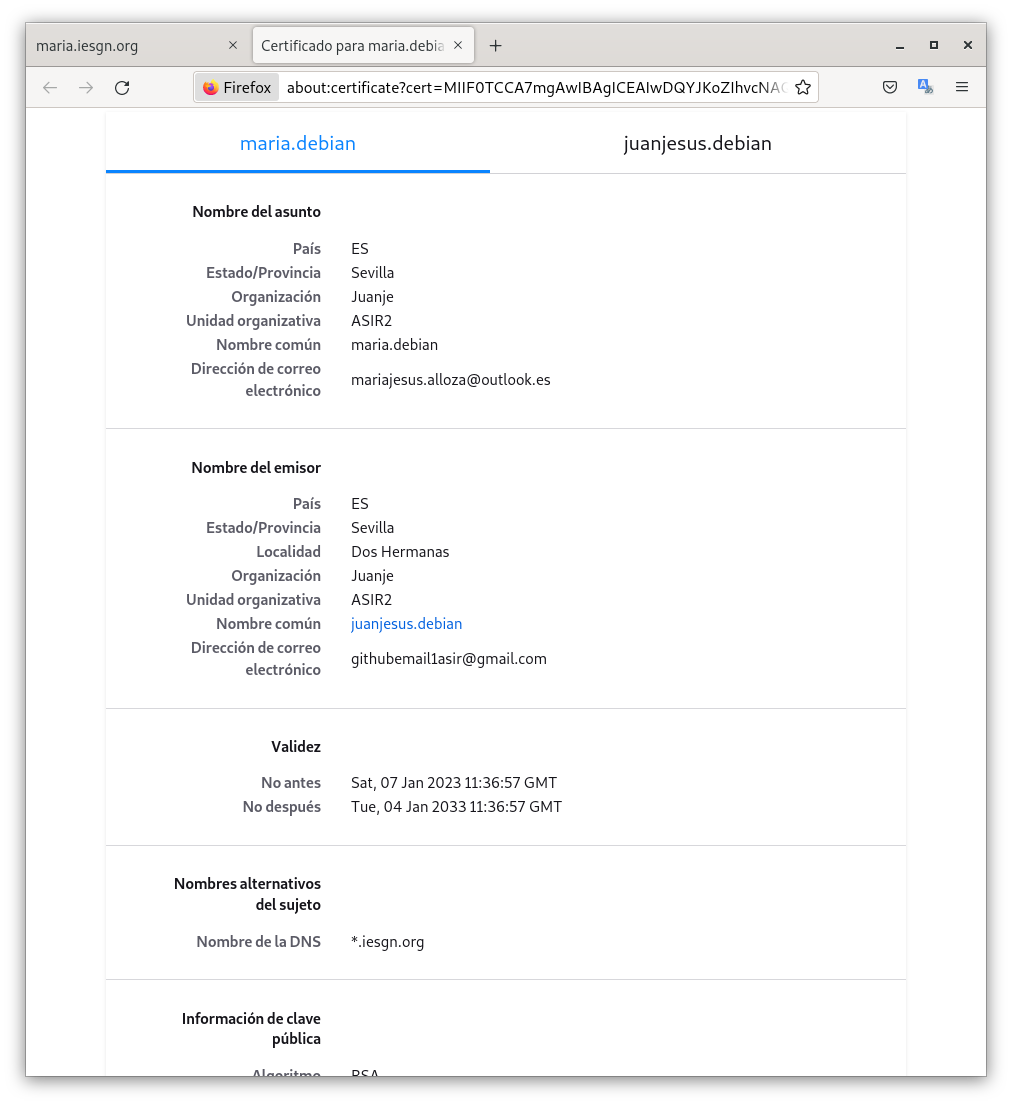 maria.iesgn.org
Certificado para maria.debia
Firefox about:certificate?cert=MIIF0TCCA7mgAwIBAgICEAIwDQYJKoZIhvcNAQ
maria.debian juanjesus.debian
Nombre del asunto
País ES
Estado/Provincia Sevilla
Organización Juanje
Unidad organizativa ASIR2
Nombre común maria.debian
Dirección de correo
electrónico mariajesus.alloza@outlook.es
Nombre del emisor
País ES
Estado/Provincia Sevilla
Localidad Dos Hermanas
Organización Juanje
Unidad organizativa ASIR2
Nombre común juanjesus.debian
Dirección de correo
electrónico githubemail1asir@gmail.com
Validez
No antes Sat, 07 Jan 2023 11:36:57 GMT
No después Tue, 04 Jan 2033 11:36:57 GMT
Nombres alternativos
del sujeto
Nombre de la DNS *.iesgn.org
Información de clave
pública
Algoritmo RSA